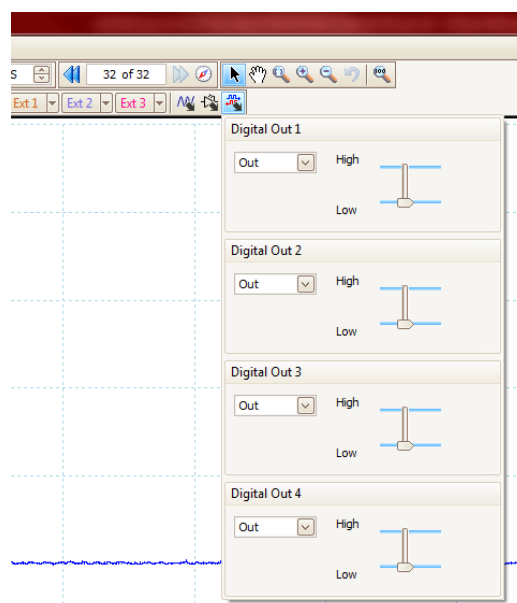 S 32 of 32
Ext 1 Ext 2 Ext 3
Digital Out 1
Out High
Low
Digital Out 2
Out High
Low
Digital Out 3
Out High
Low
Digital Out 4
Out High
Low